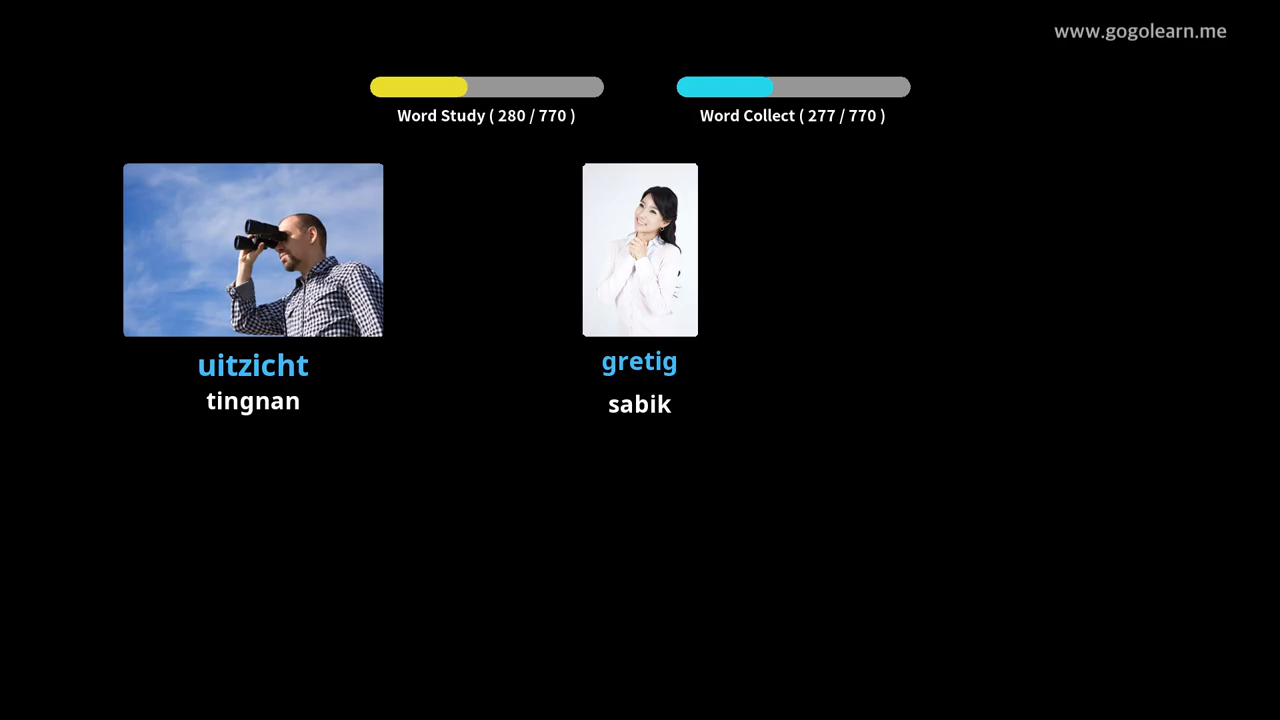 www.gogolearn.me
Word Study ( 280 / 770 )
Word Collect ( 277 / 770 )
uitzicht
tingnan
gretig
sabik